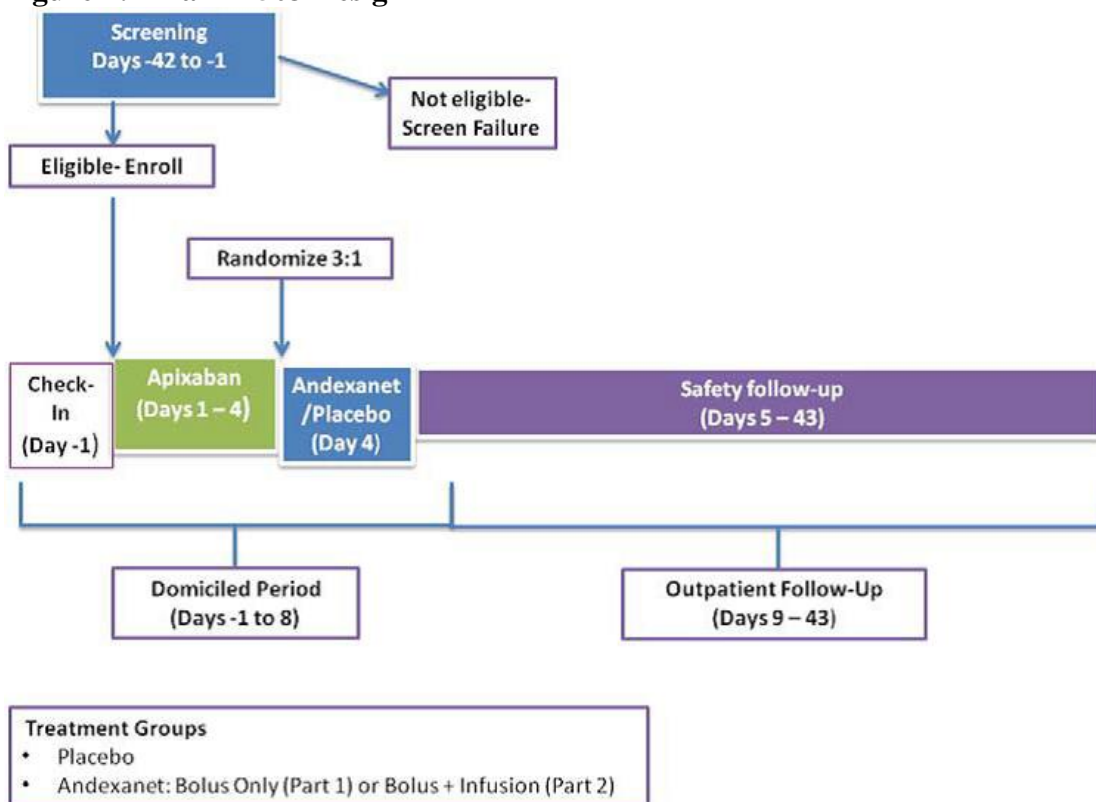 Screening
Days -42 to -1
Not eligible-
Screen Failure
Eligible- Enroll
Randomize 3:1
Check-
In
(Day -1)
Apixaban
(Days 1 – 4)
Andexanet
/Placebo
(Day 4)
Safety follow-up
(Days 5 – 43)
Domiciled Period
(Days -1 to 8)
Outpatient Follow-Up
(Days 9 – 43)
Treatment Groups
• Placebo
• Andexanet: Bolus Only (Part 1) or Bolus + Infusion (Part 2)